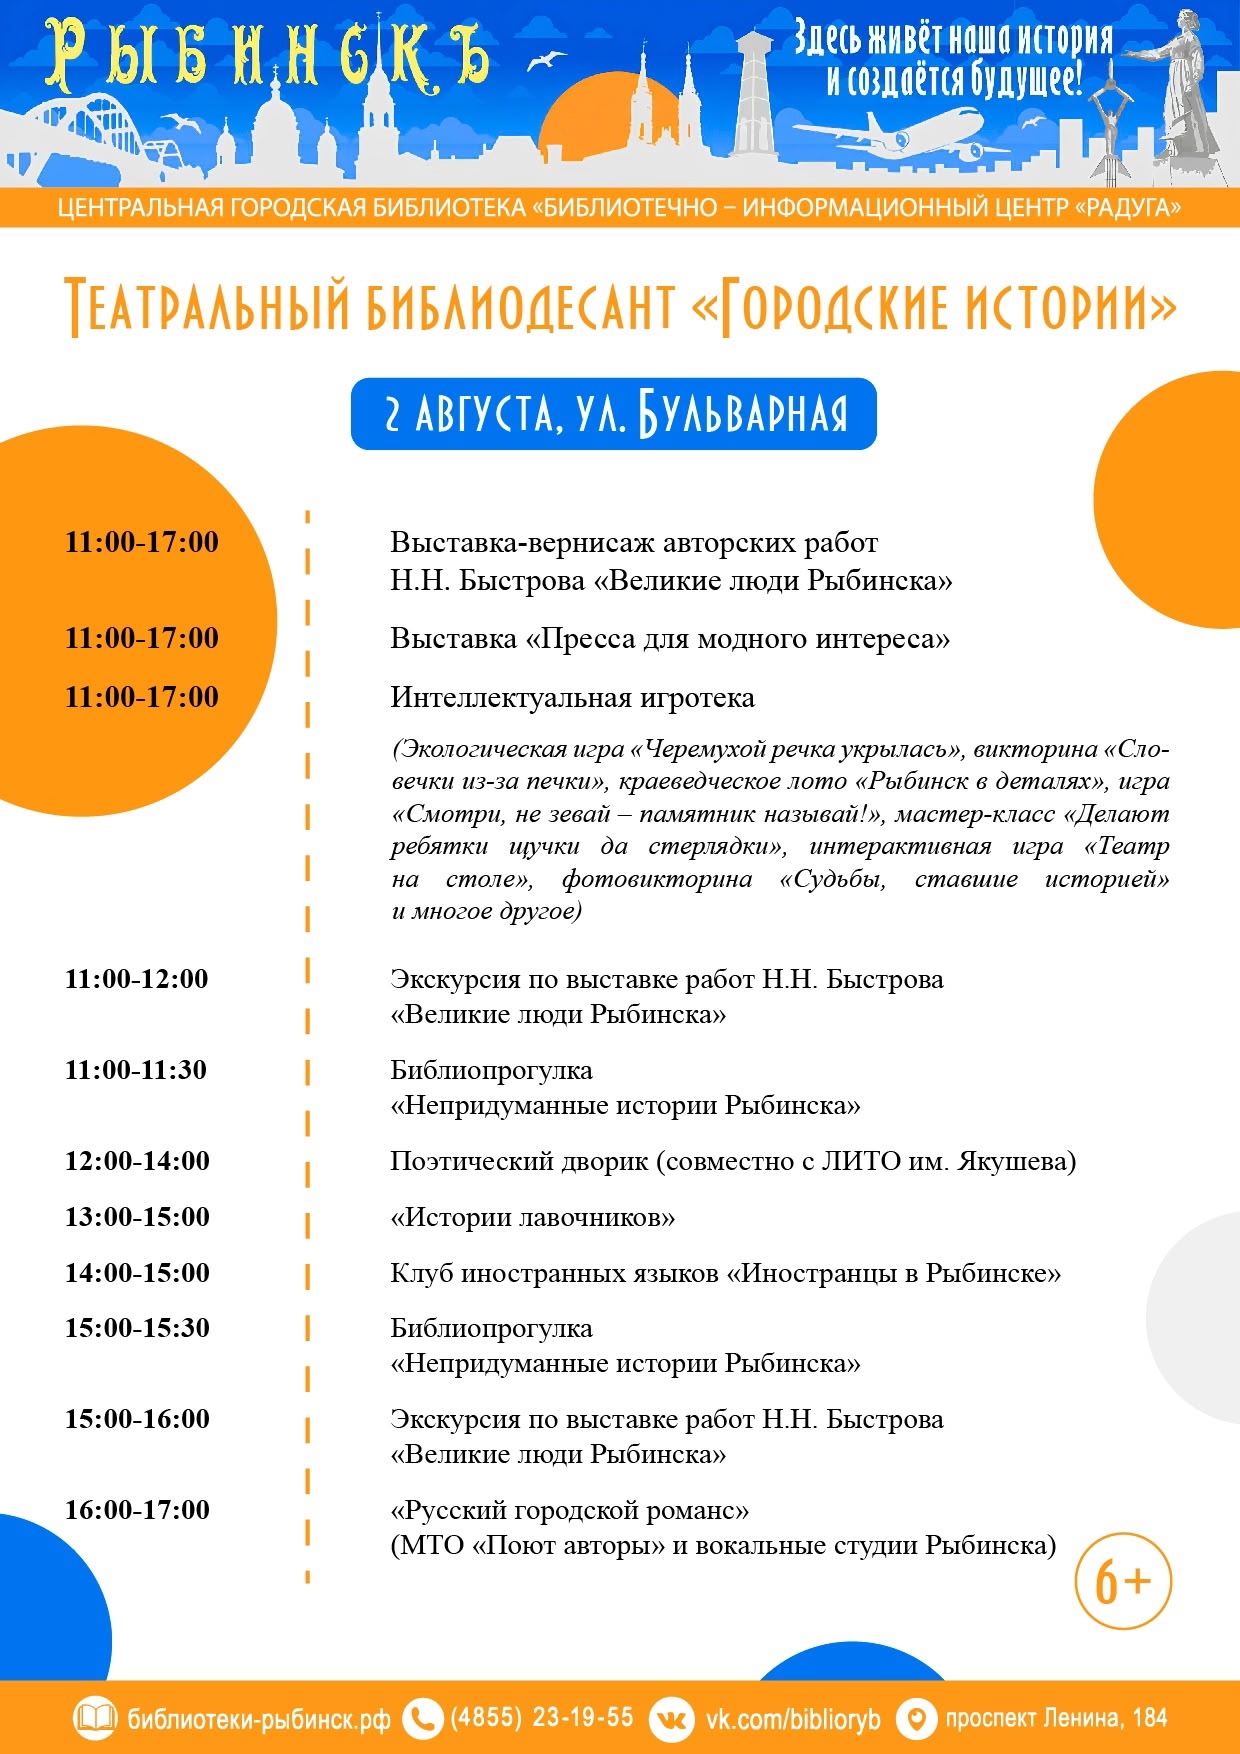 Рыбинскъ
Здесь живёт наша история
и создаётся будущее!
ЦЕНТРАЛЬНАЯ ГОРОДСКАЯ БИБЛИОТЕКА «БИБЛИОТЕЧНО – ИНФОРМАЦИОННЫЙ ЦЕНТР «РАДУГА»
Театральный библиодесант «Городские истории»
2 августа, ул. Бульварная
11:00-17:00 Выставка-вернисаж авторских работ
Н.Н. Быстрова «Великие люди Рыбинска»
11:00-17:00 Выставка «Пресса для модного интереса»
11:00-17:00 Интеллектуальная игротека
(Экологическая игра «Черемухой речка укрылась», викторина «Сло-
вечки из-за печки», краеведческое лото «Рыбинск в деталях», игра
«Смотри, не зевай – памятник называй!», мастер-класс «Делают
ребятки щучки да стерлядки», интерактивная игра «Театр
на столе», фотовикторина «Судьбы, ставшие историей»
и многое другое)
11:00-12:00 Экскурсия по выставке работ Н.Н. Быстрова
«Великие люди Рыбинска»
11:00-11:30 Библиопрогулка
«Непридуманные истории Рыбинска»
12:00-14:00 Поэтический дворик (совместно с ЛИТО им. Якушева)
13:00-15:00 «Истории лавочников»
14:00-15:00 Клуб иностранных языков «Иностранцы в Рыбинске»
15:00-15:30 Библиопрогулка
«Непридуманные истории Рыбинска»
15:00-16:00 Экскурсия по выставке работ Н.Н. Быстрова
«Великие люди Рыбинска»
16:00-17:00 «Русский городской романс»
(МТО «Поют авторы» и вокальные студии Рыбинска)
6+
библиотеки-рыбинск.рф (4855) 23-19-55 vk.com/biblioryb проспект Ленина, 184